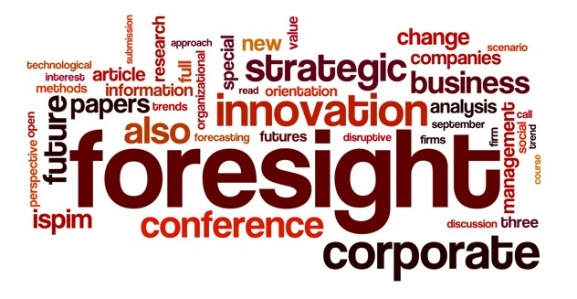 submission
research
approach
special
new
value
change
scenario
technological
interest
article
full
organizational
strategic
companies
methods
information
read
orientation
business
open
future
papers
trends
innovation
analysis
also
forecasting
futures
disruptive
september
firms
firm
management
social
call
trend
perspective
foresight
course
ispim
conference
discussion
three
corporate